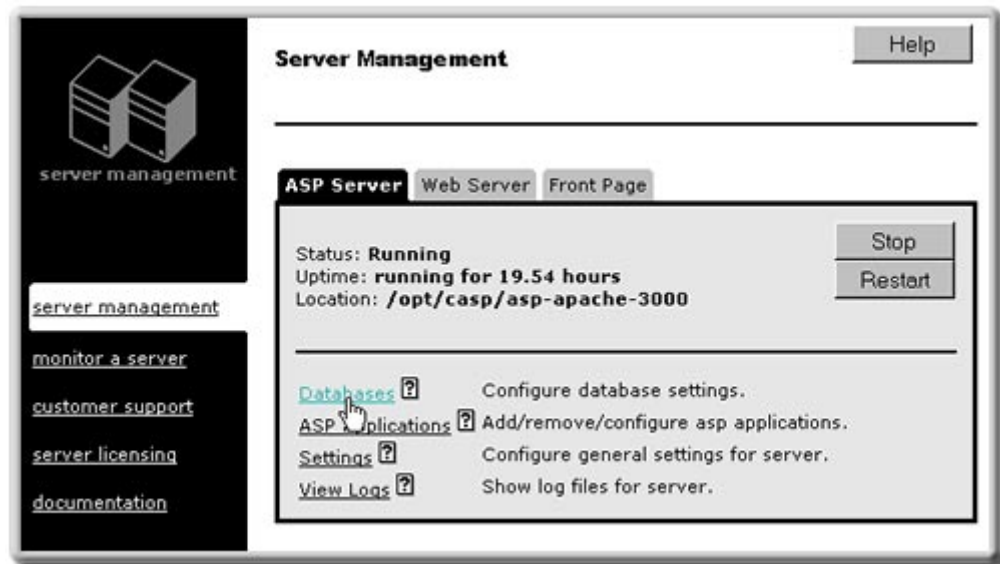 Server Management
Help
server management
ASP Server Web Server Front Page
Status: Running
Uptime: running for 19.54 hours
Location: /opt/casp/asp-apache-3000
Stop
Restart
server management
monitor a server
customer support
server licensing
documentation
Databases ? Configure database settings.
ASP Applications ? Add/remove/configure asp applications.
Settings ? Configure general settings for server.
View Logs ? Show log files for server.